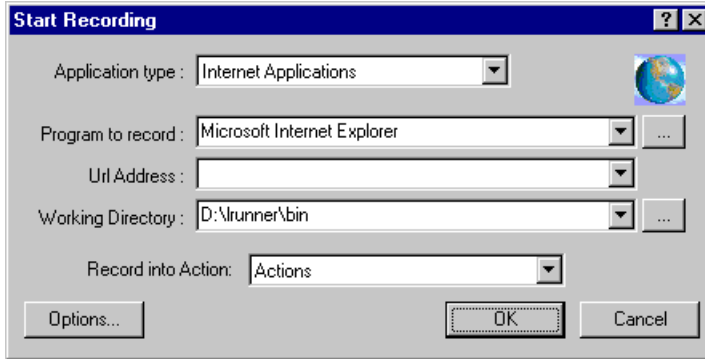 Start Recording
Application type : Internet Applications
Program to record : Microsoft Internet Explorer ...
Url Address :
Working Directory : D:\lrunner\bin ...
Record into Action: Actions
Options... OK Cancel